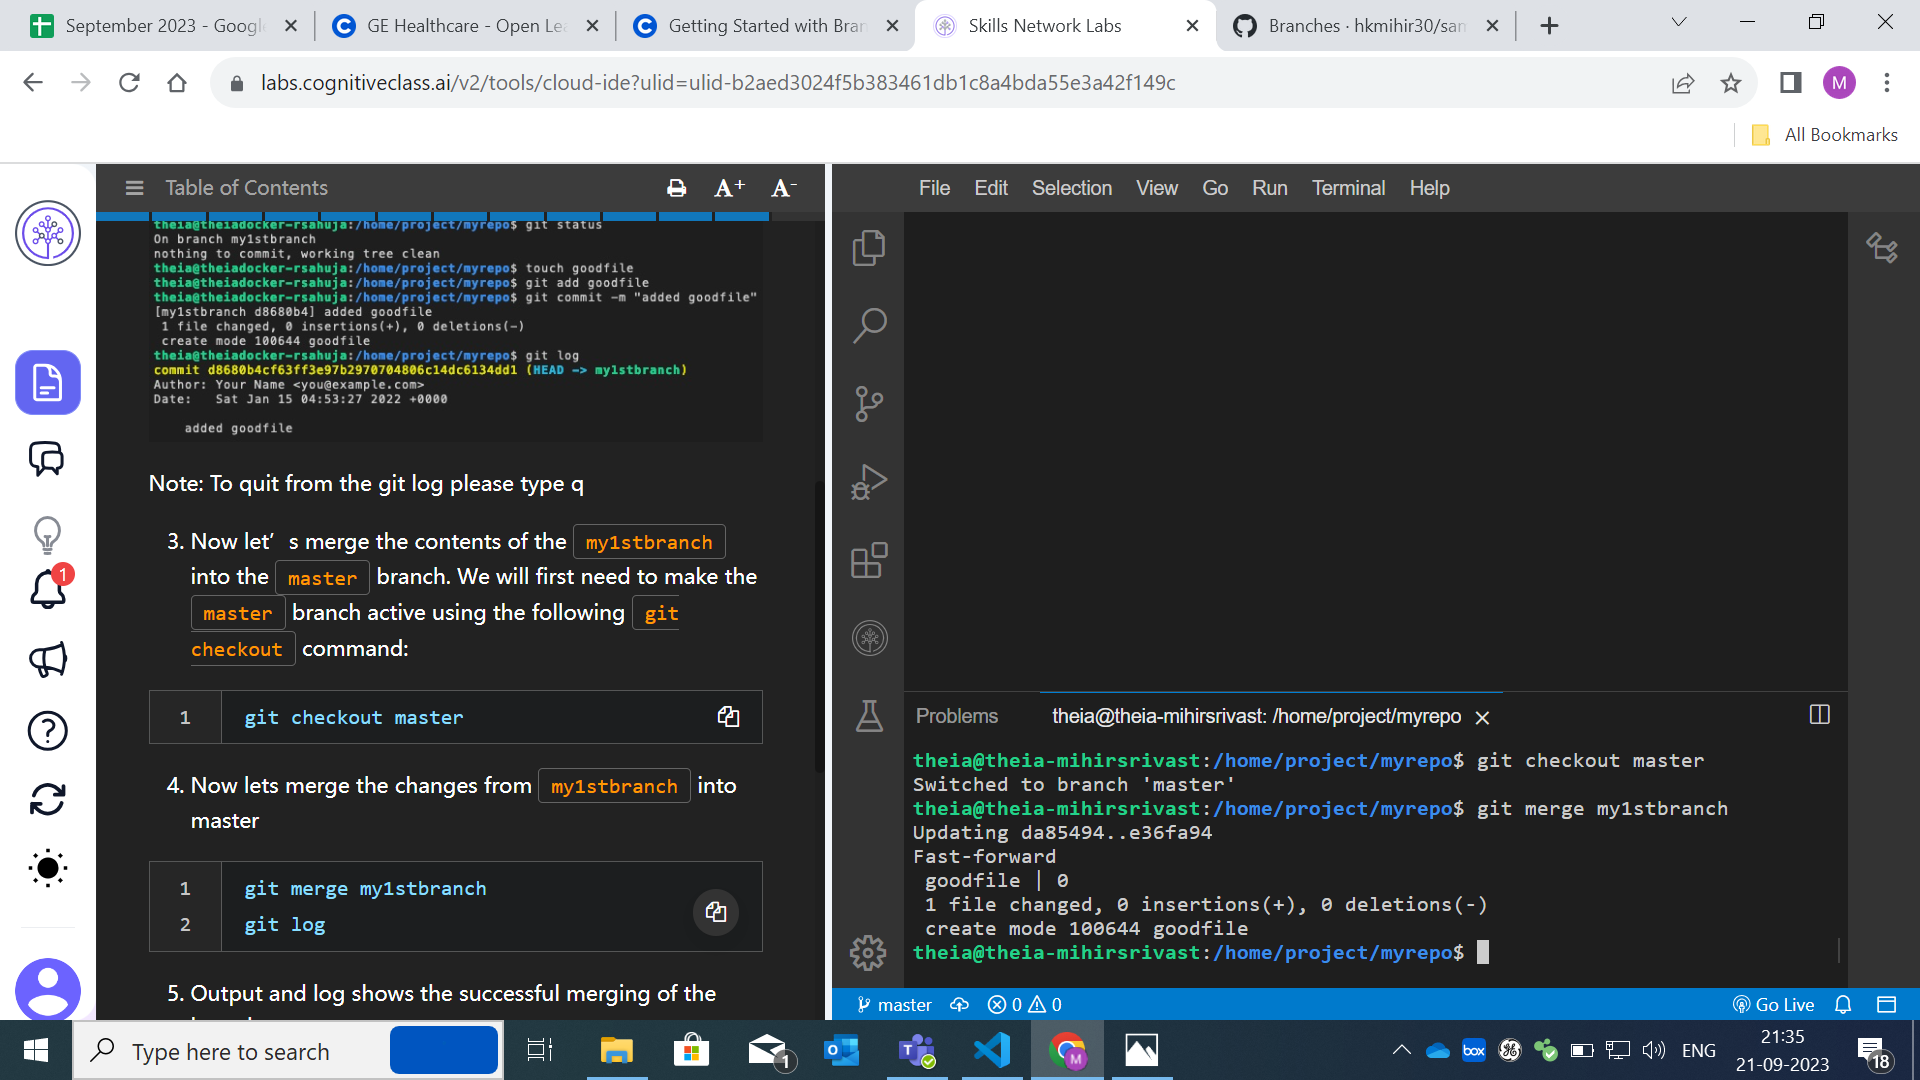 September 2023 - Google
GE Healthcare - Open Lea
Getting Started with Bran
Skills Network Labs
Branches · hkmihir30/sam
labs.cognitiveclass.ai/v2/tools/cloud-ide?ulid=ulid-b2aed3024f5b383461db1c8a4bda55e3a42f149c
M
All Bookmarks
Table of Contents
A+ A-
theia@theiadocker-rsahuja:/home/project/myrepo$ git status
On branch my1stbranch
nothing to commit, working tree clean
theia@theiadocker-rsahuja:/home/project/myrepo$ touch goodfile
theia@theiadocker-rsahuja:/home/project/myrepo$ git add goodfile
theia@theiadocker-rsahuja:/home/project/myrepo$ git commit -m "added goodfile"
[my1stbranch d8680b4] added goodfile
1 file changed, 0 insertions(+), 0 deletions(-)
create mode 100644 goodfile
theia@theiadocker-rsahuja:/home/project/myrepo$ git log
commit d8680b4cf63ff3e97b2970704806c14dc6134dd1 (HEAD -> my1stbranch)
Author: Your Name <you@example.com>
Date: Sat Jan 15 04:53:27 2022 +0000
added goodfile
Note: To quit from the git log please type q
3. Now let’s merge the contents of the my1stbranch
into the master branch. We will first need to make the
master branch active using the following git
checkout command:
1 git checkout master
4. Now lets merge the changes from my1stbranch into
master
1 git merge my1stbranch
2 git log
5. Output and log shows the successful merging of the
1
File Edit Selection View Go Run Terminal Help
Problems
theia@theia-mihirsrivast: /home/project/myrepo
theia@theia-mihirsrivast:/home/project/myrepo$ git checkout master
Switched to branch 'master'
theia@theia-mihirsrivast:/home/project/myrepo$ git merge my1stbranch
Updating da85494..e36fa94
Fast-forward
goodfile | 0
1 file changed, 0 insertions(+), 0 deletions(-)
create mode 100644 goodfile
theia@theia-mihirsrivast:/home/project/myrepo$
master 0 0
Go Live
Type here to search
1
M
box
ENG
21:35
21-09-2023
18